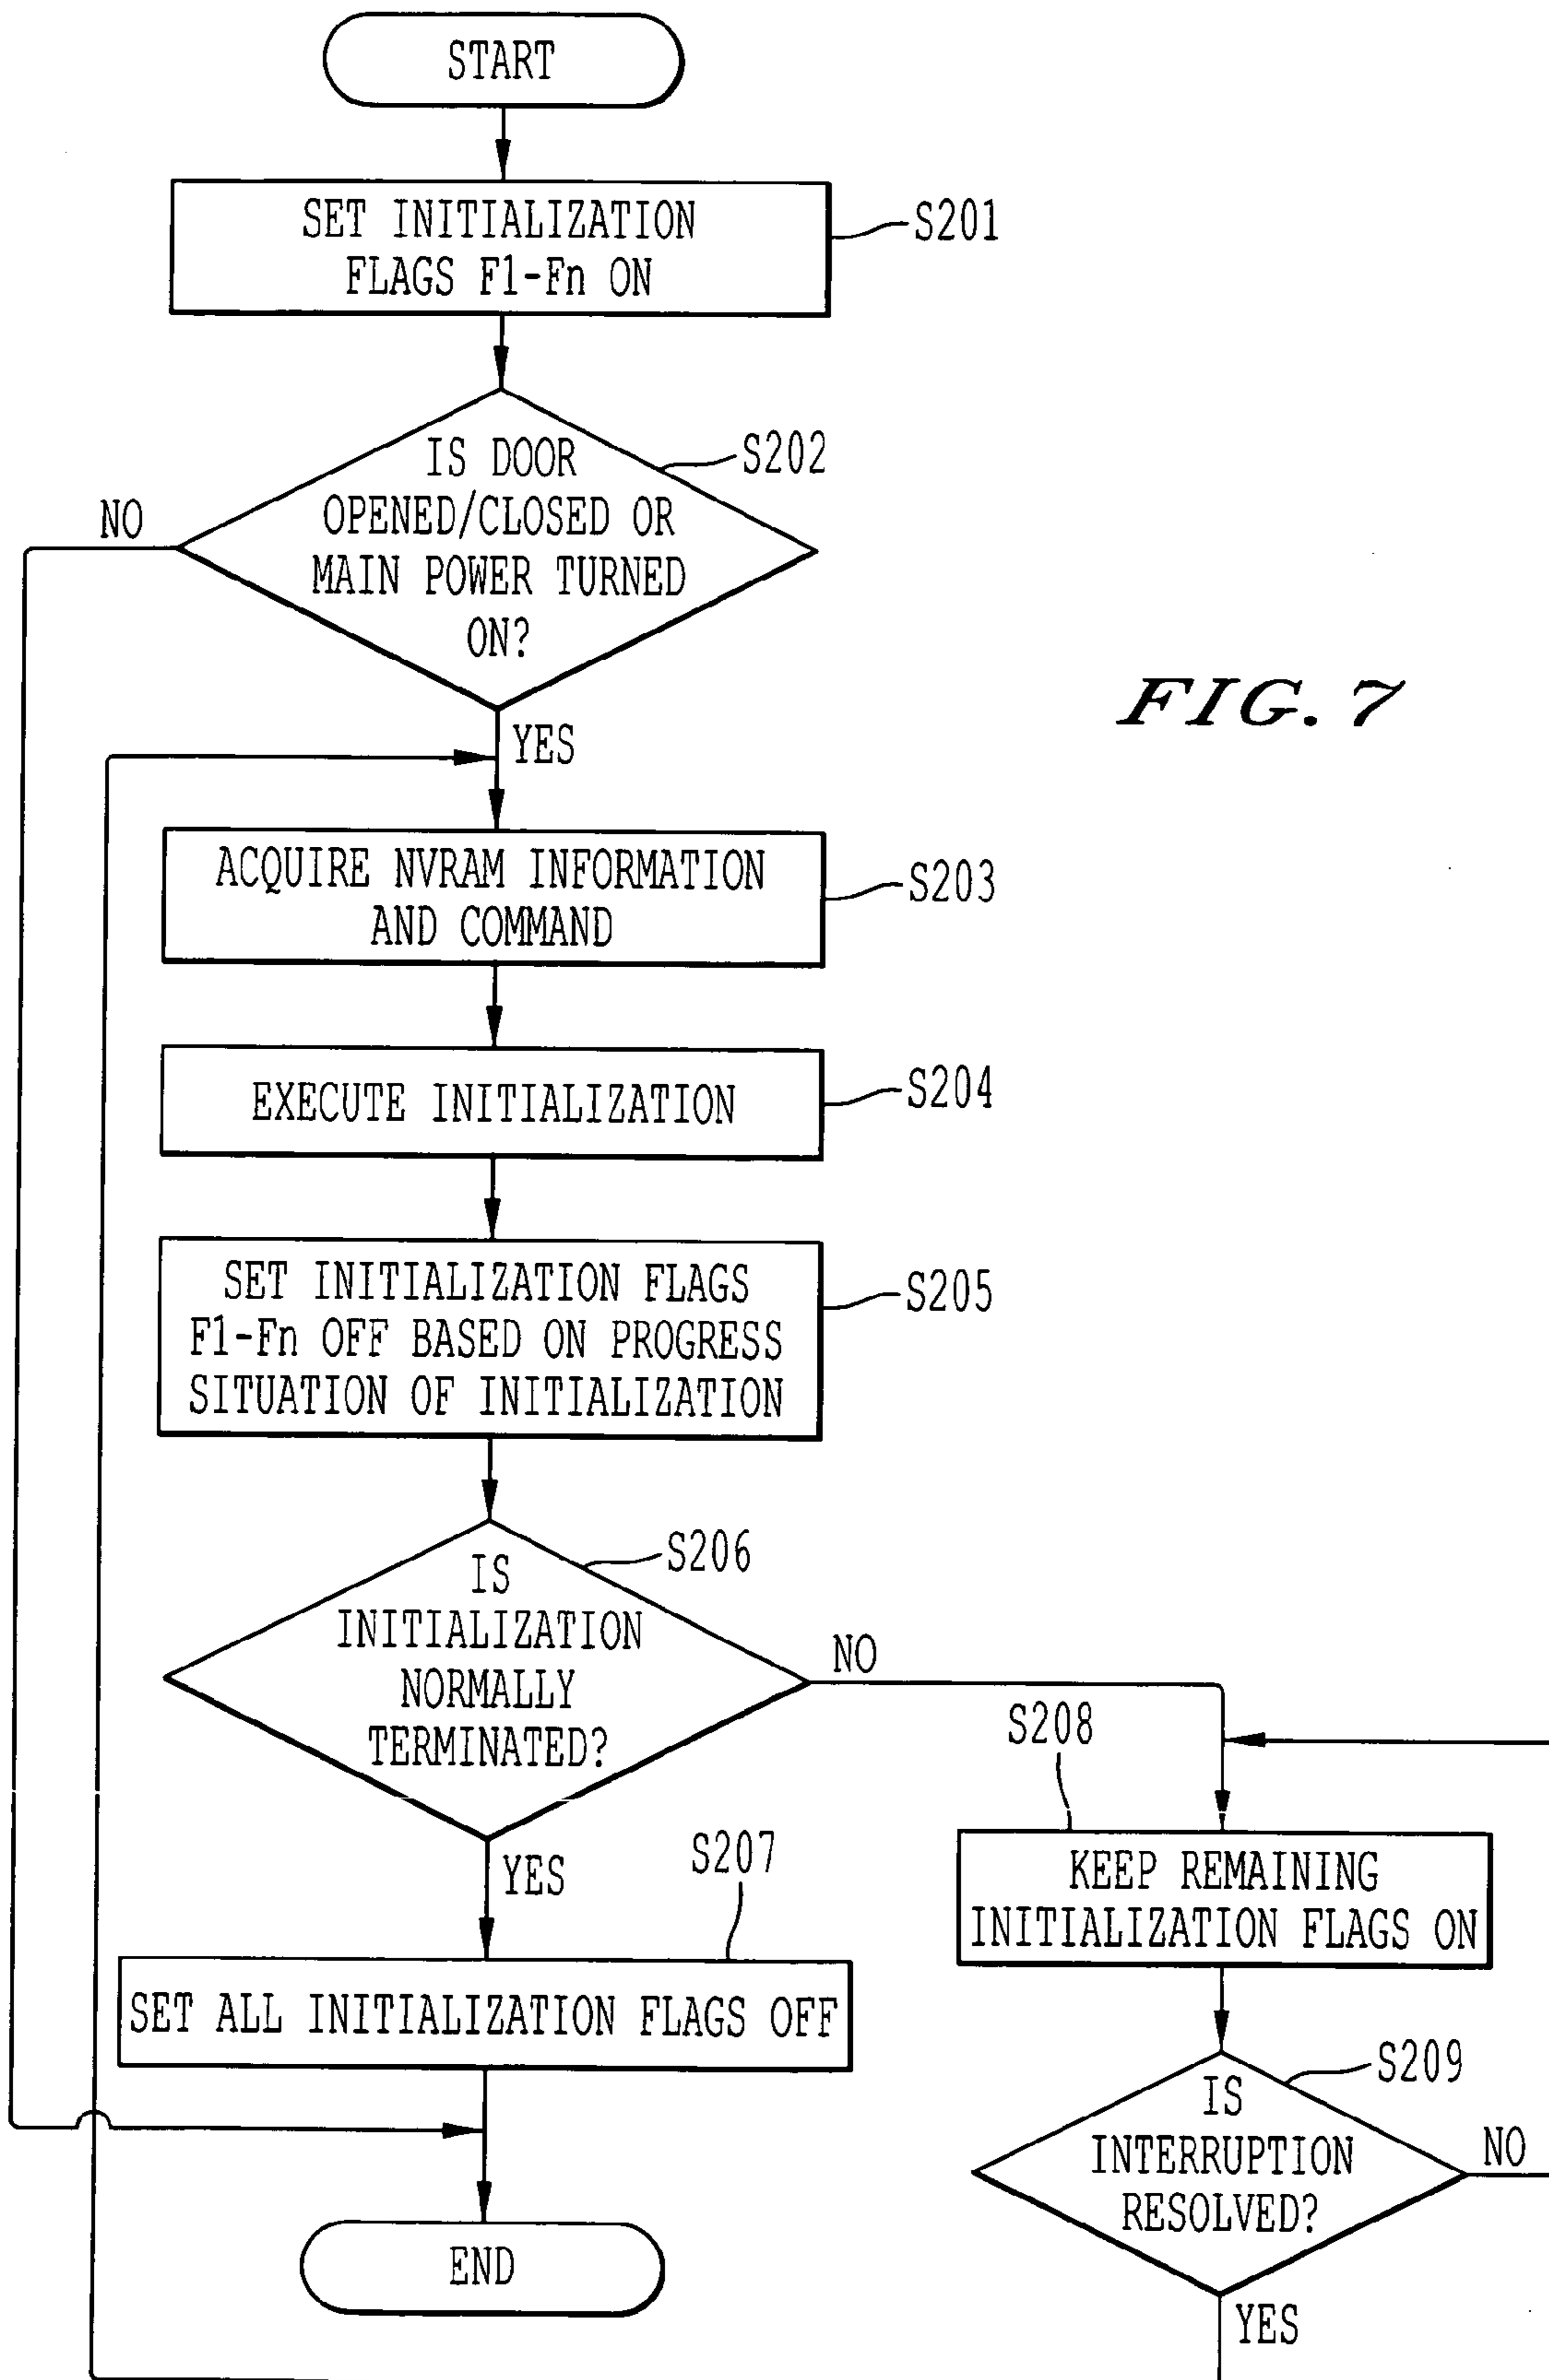 START
SET INITIALIZATION
FLAGS F1-Fn ON
S201
IS DOOR
OPENED/CLOSED OR
MAIN POWER TURNED
ON?
S202
NO
YES
FIG. 7
ACQUIRE NVRAM INFORMATION
AND COMMAND
S203
EXECUTE INITIALIZATION
S204
SET INITIALIZATION FLAGS
F1-Fn OFF BASED ON PROGRESS
SITUATION OF INITIALIZATION
S205
IS
INITIALIZATION
NORMALLY
TERMINATED?
S206
NO
YES
S207
SET ALL INITIALIZATION FLAGS OFF
S208
KEEP REMAINING
INITIALIZATION FLAGS ON
IS
INTERRUPTION
RESOLVED?
S209
NO
YES
END